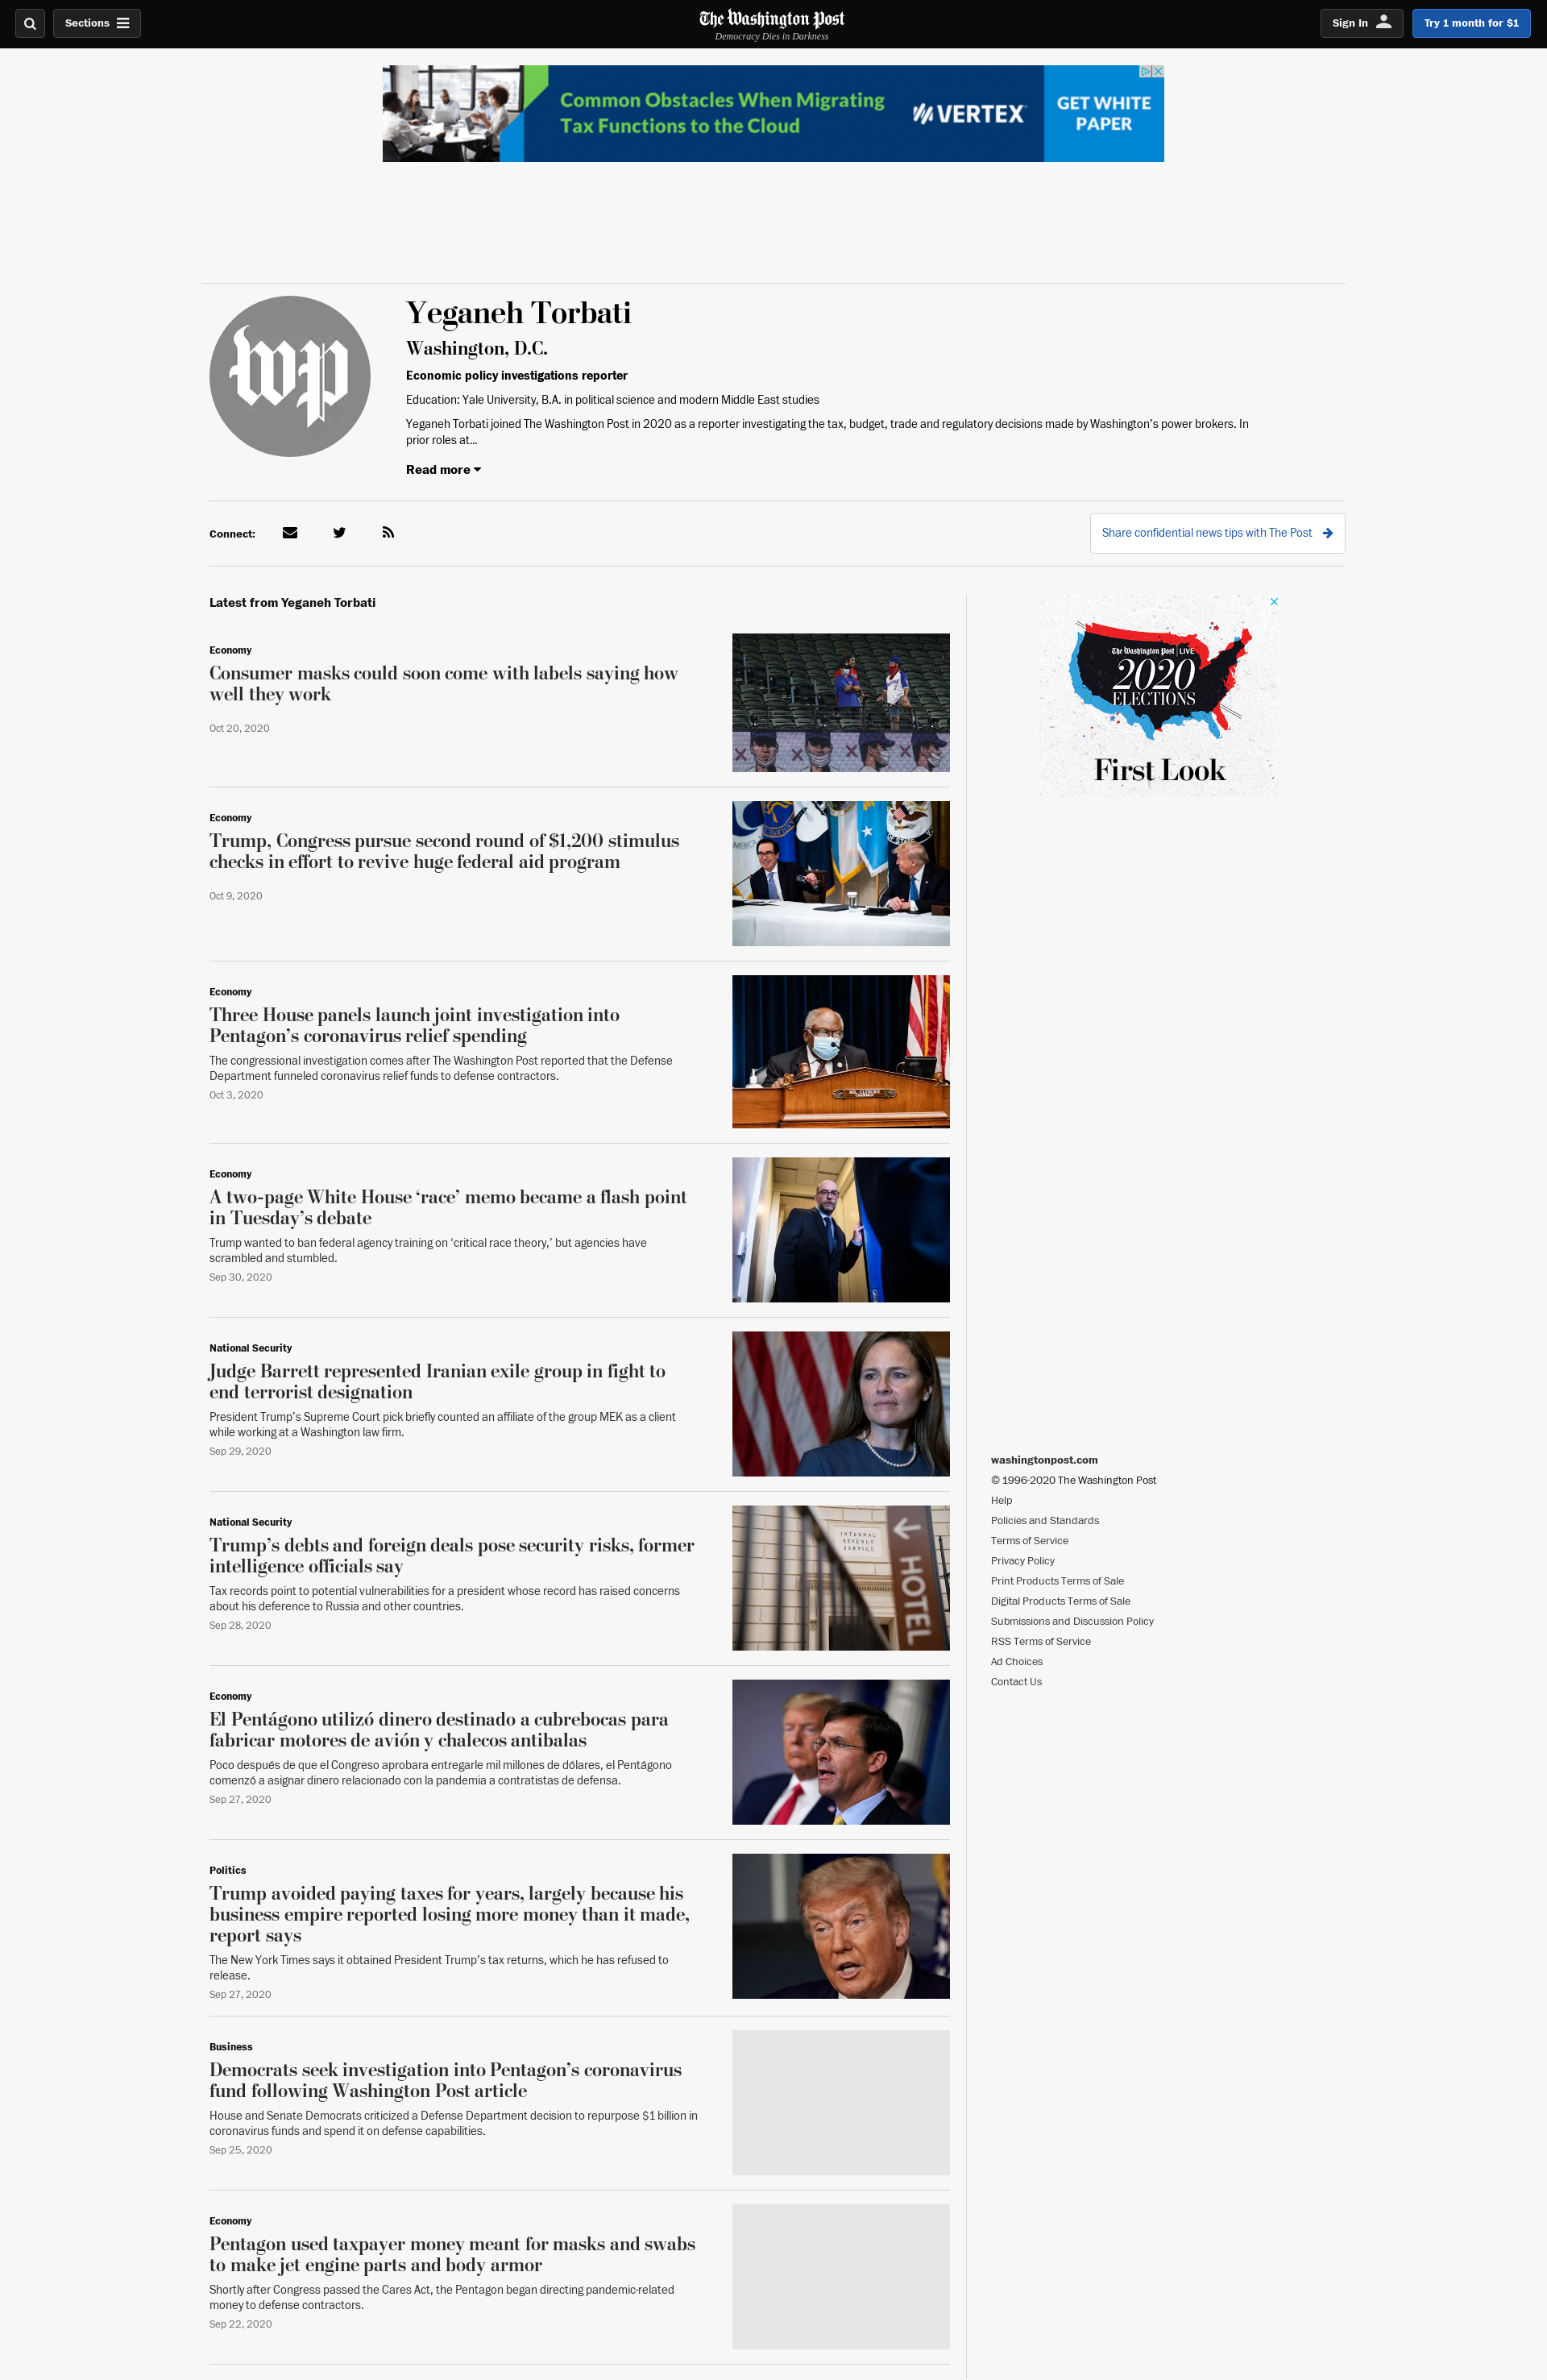 Sections
The Washington Post
Democracy Dies in Darkness
Sign In
Try 1 month for $1
Common Obstacles When Migrating
Tax Functions to the Cloud
VERTEX
GET WHITE
PAPER
wp
Yeganeh Torbati
Washington, D.C.
Economic policy investigations reporter
Education: Yale University, B.A. in political science and modern Middle East studies
Yeganeh Torbati joined The Washington Post in 2020 as a reporter investigating the tax, budget, trade and regulatory decisions made by Washington's power brokers. In
prior roles at...
Read more
Connect:
Share confidential news tips with The Post
Latest from Yeganeh Torbati
Economy
Consumer masks could soon come with labels saying how
well they work
Oct 20, 2020
The Washington Post LIVE
2020
ELECTIONS
First Look
Economy
Trump, Congress pursue second round of $1,200 stimulus
checks in effort to revive huge federal aid program
Oct 9, 2020
Economy
Three House panels launch joint investigation into
Pentagon’s coronavirus relief spending
The congressional investigation comes after The Washington Post reported that the Defense
Department funneled coronavirus relief funds to defense contractors.
Oct 3, 2020
MR. CLYBURN
CHAIRMAN
Economy
A two-page White House ‘race’ memo became a flash point
in Tuesday’s debate
Trump wanted to ban federal agency training on ‘critical race theory,’ but agencies have
scrambled and stumbled.
Sep 30, 2020
National Security
Judge Barrett represented Iranian exile group in fight to
end terrorist designation
President Trump’s Supreme Court pick briefly counted an affiliate of the group MEK as a client
while working at a Washington law firm.
Sep 29, 2020
National Security
Trump’s debts and foreign deals pose security risks, former
intelligence officials say
Tax records point to potential vulnerabilities for a president whose record has raised concerns
about his deference to Russia and other countries.
Sep 28, 2020
INTERNAL
REVENUE
SERVICE
HOTEL
Economy
El Pentágono utilizó dinero destinado a cubrebocas para
fabricar motores de avión y chalecos antibalas
Poco después de que el Congreso aprobara entregarle mil millones de dólares, el Pentágono
comenzó a asignar dinero relacionado con la pandemia a contratistas de defensa.
Sep 27, 2020
Politics
Trump avoided paying taxes for years, largely because his
business empire reported losing more money than it made,
report says
The New York Times says it obtained President Trump’s tax returns, which he has refused to
release.
Sep 27, 2020
Business
Democrats seek investigation into Pentagon’s coronavirus
fund following Washington Post article
House and Senate Democrats criticized a Defense Department decision to repurpose $1 billion in
coronavirus funds and spend it on defense capabilities.
Sep 25, 2020
Economy
Pentagon used taxpayer money meant for masks and swabs
to make jet engine parts and body armor
Shortly after Congress passed the Cares Act, the Pentagon began directing pandemic-related
money to defense contractors.
Sep 22, 2020
washingtonpost.com
© 1996-2020 The Washington Post
Help
Policies and Standards
Terms of Service
Privacy Policy
Print Products Terms of Sale
Digital Products Terms of Sale
Submissions and Discussion Policy
RSS Terms of Service
Ad Choices
Contact Us